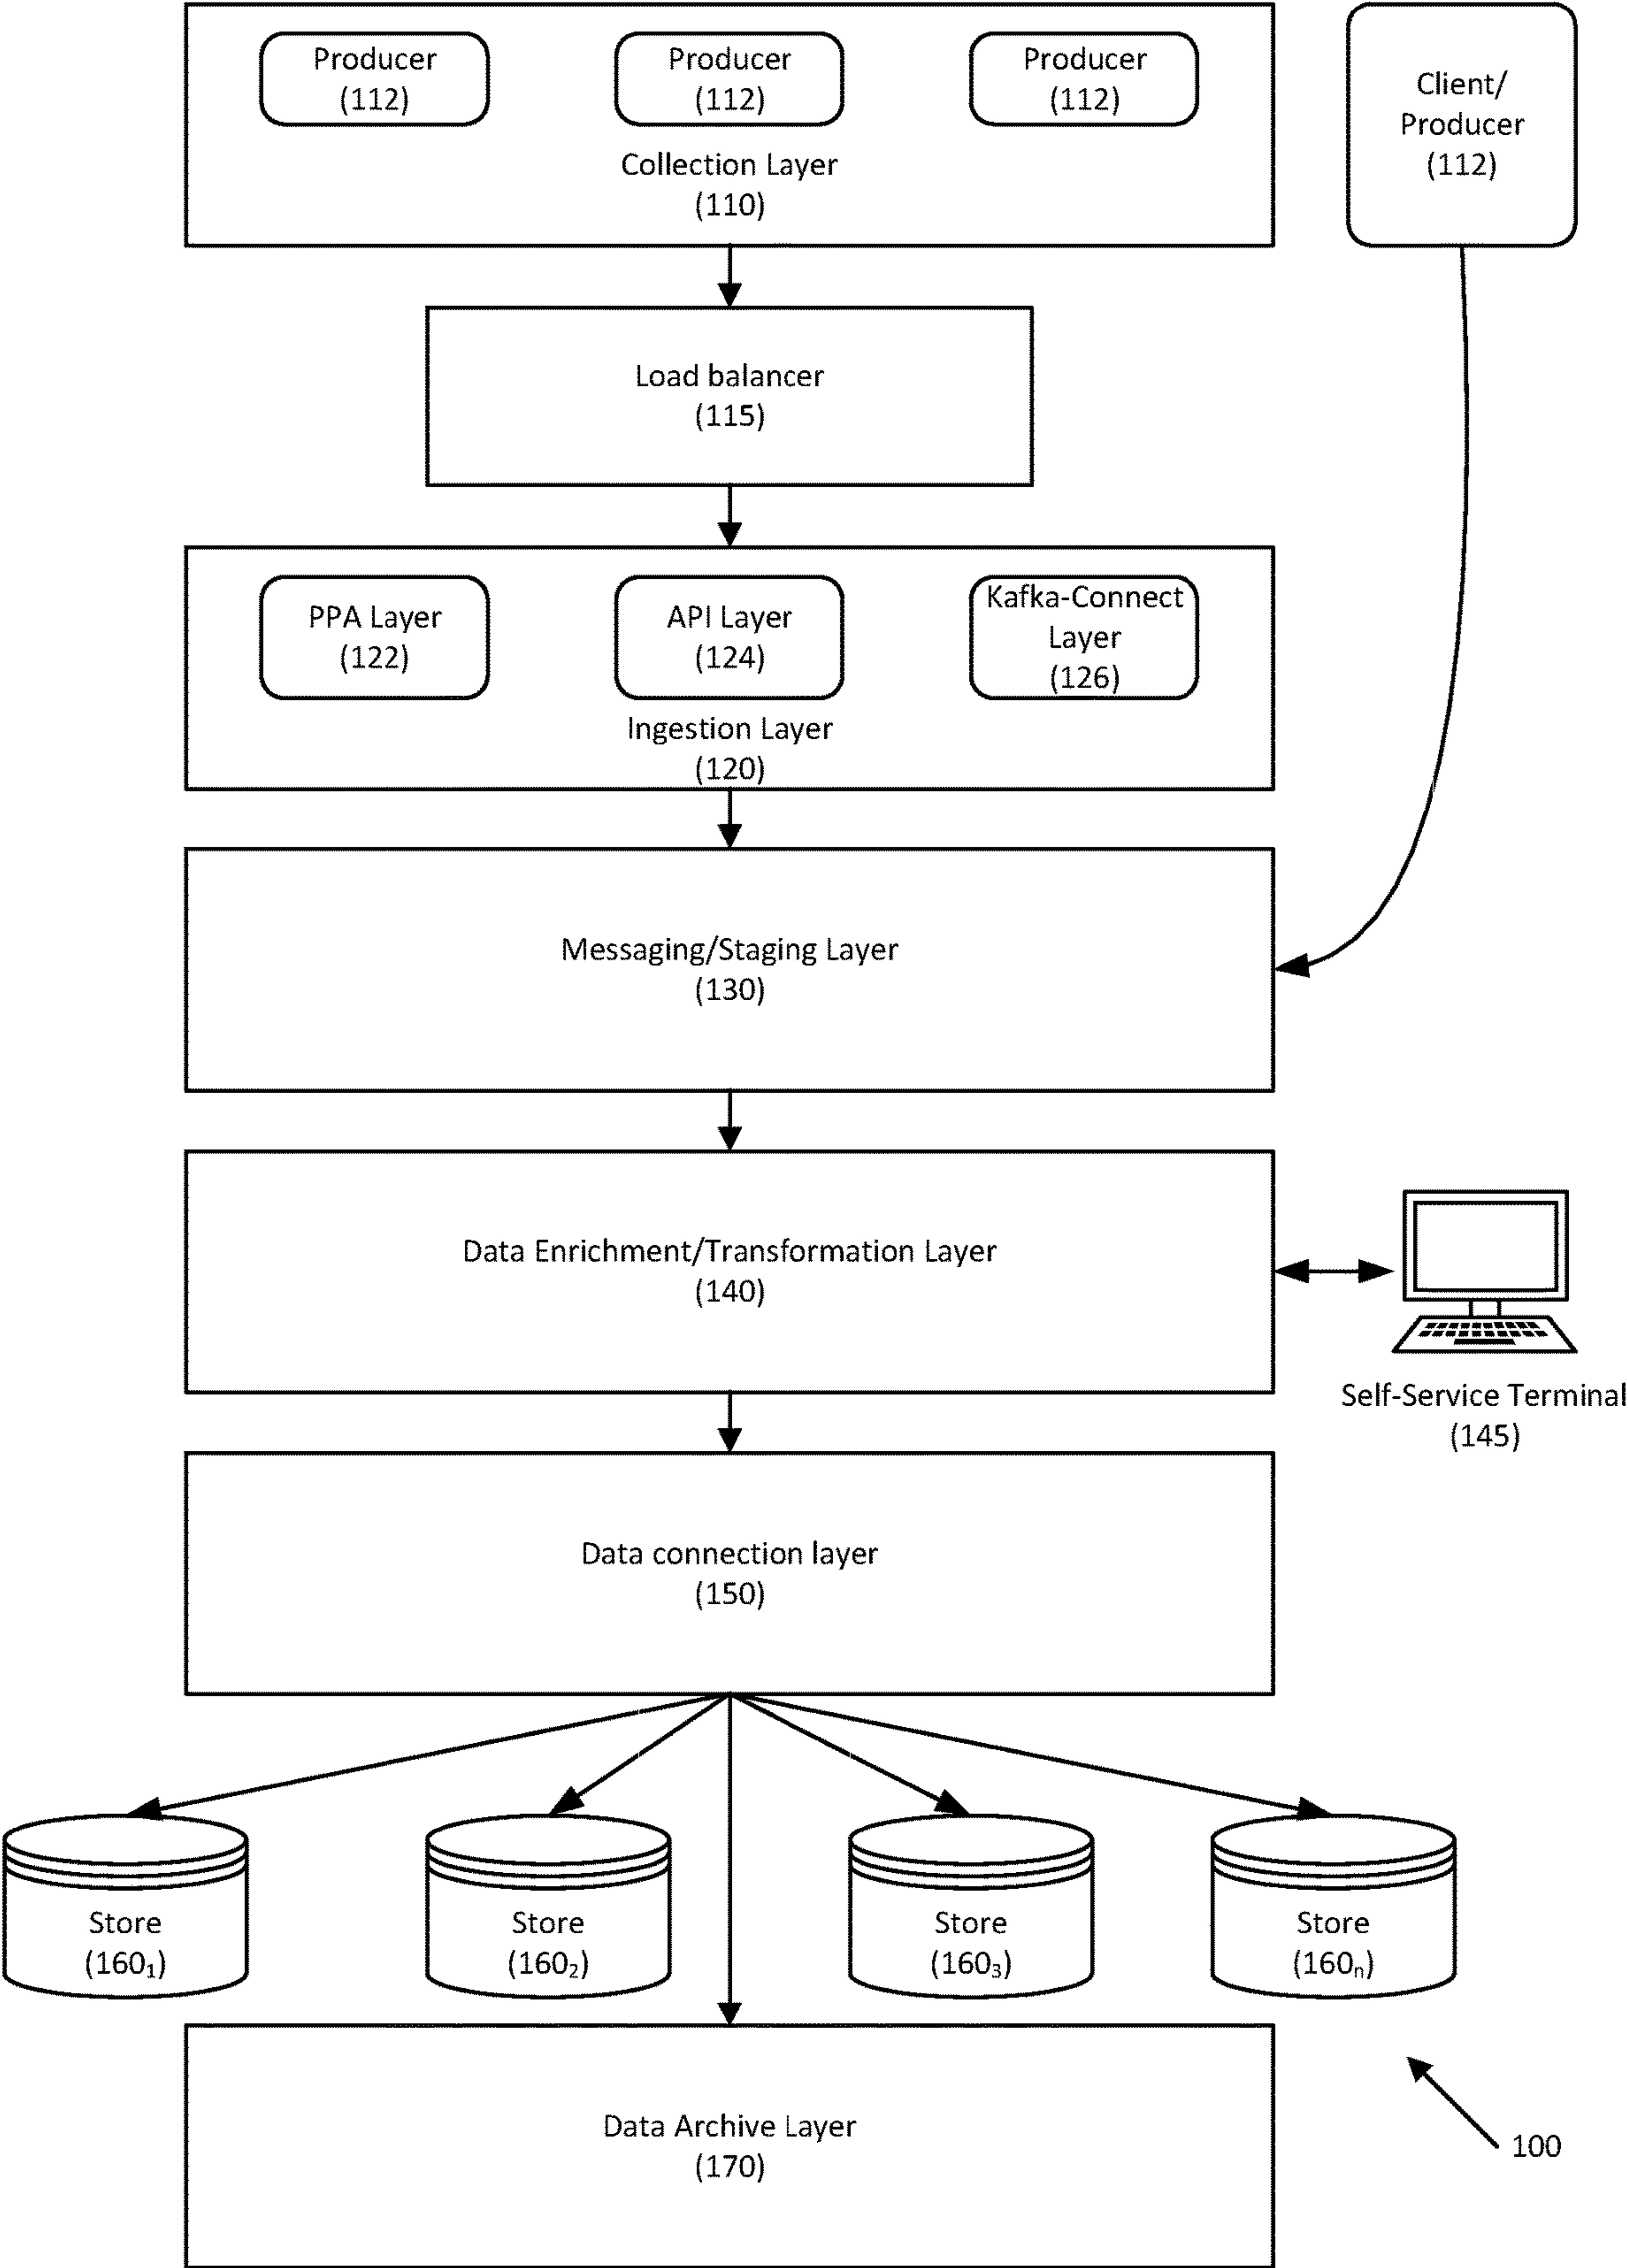 Producer
(112)
Producer
(112)
Producer
(112)
Collection Layer
(110)
Client/
Producer
(112)
Load balancer
(115)
PPA Layer
(122)
API Layer
(124)
Kafka-Connect
Layer
(126)
Ingestion Layer
(120)
Messaging/Staging Layer
(130)
Data Enrichment/Transformation Layer
(140)
Self-Service Terminal
(145)
Data connection layer
(150)
Store
(160₁)
Store
(160₂)
Store
(160₃)
Store
(160ₙ)
Data Archive Layer
(170)
100